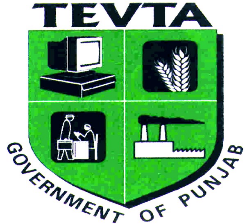 TEVTA
GOVERNMENT OF PUNJAB